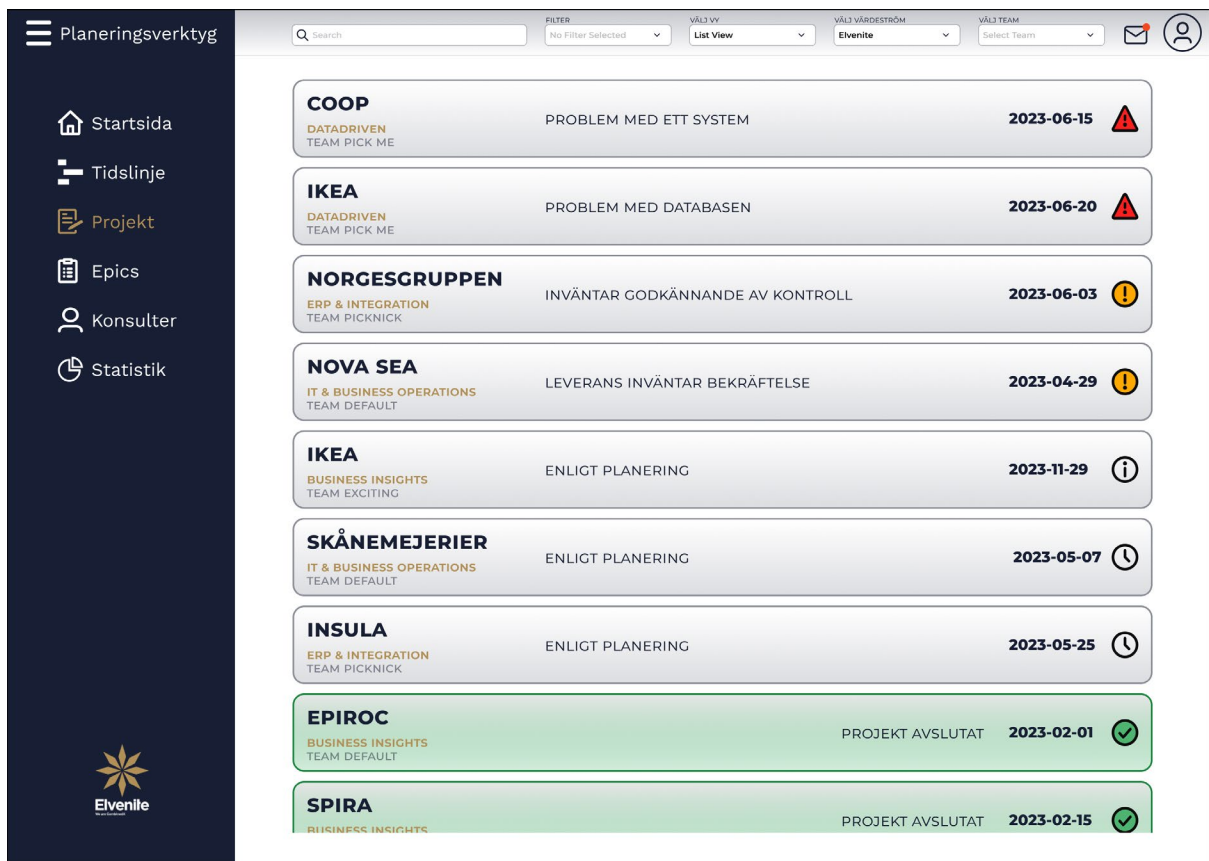 Planeringsverktyg
Search
FILTER
No Filter Selected
VÄLJ VY
List View
VÄLJ VÄRDESTRÖM
Elvenite
VÄLJ TEAM
Select Team
Startsida
Tidslinje
Projekt
Epics
Konsulter
Statistik
Elvenite
COOP
DATADRIVEN
TEAM PICK ME
PROBLEM MED ETT SYSTEM
2023-06-15
IKEA
DATADRIVEN
TEAM PICK ME
PROBLEM MED DATABASEN
2023-06-20
NORGESGRUPPEN
ERP & INTEGRATION
TEAM PICKNICK
INVÄNTAR GODKÄNNANDE AV KONTROLL
2023-06-03
NOVA SEA
IT & BUSINESS OPERATIONS
TEAM DEFAULT
LEVERANS INVÄNTAR BEKRÄFTELSE
2023-04-29
IKEA
BUSINESS INSIGHTS
TEAM EXCITING
ENLIGT PLANERING
2023-11-29
SKÅNEMEJERIER
IT & BUSINESS OPERATIONS
TEAM DEFAULT
ENLIGT PLANERING
2023-05-07
INSULA
ERP & INTEGRATION
TEAM PICKNICK
ENLIGT PLANERING
2023-05-25
EPIROC
BUSINESS INSIGHTS
TEAM DEFAULT
PROJEKT AVSLUTAT
2023-02-01
SPIRA
BUSINESS INSIGHTS
PROJEKT AVSLUTAT
2023-02-15